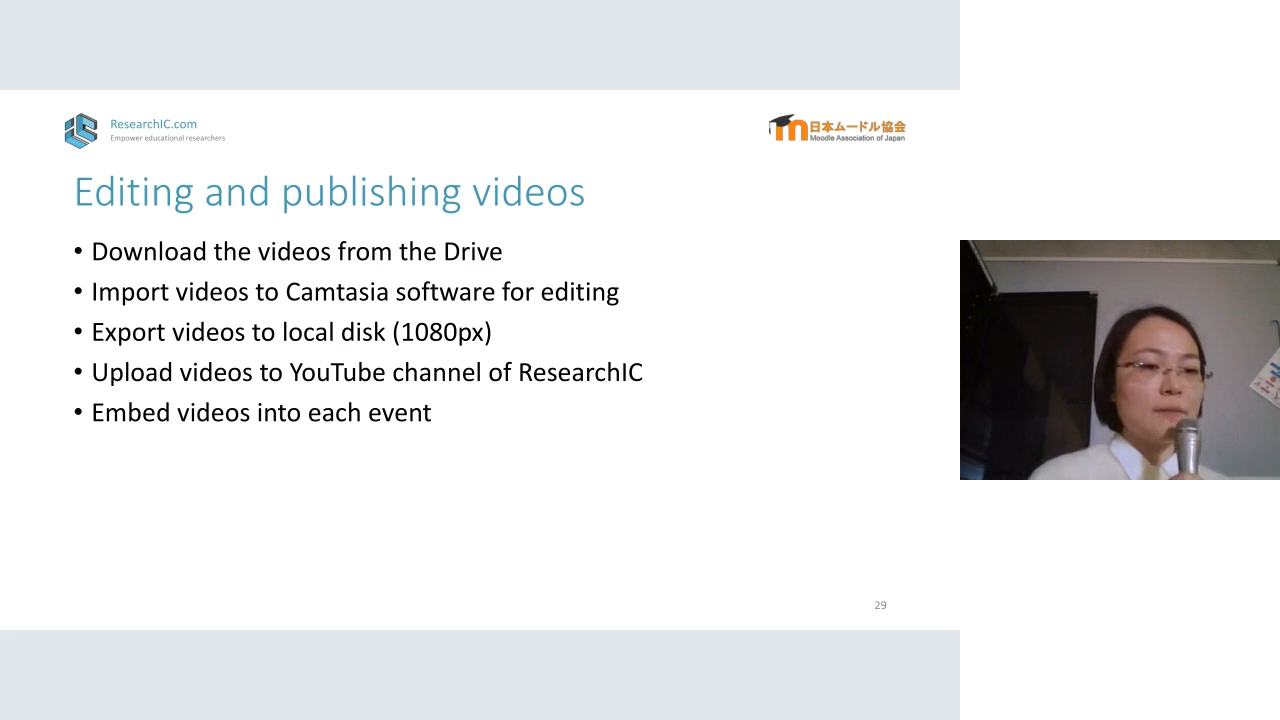 ResearchIC.com
Empower educational researchers
日本ムードル協会
Moodle Association of Japan
Editing and publishing videos
• Download the videos from the Drive
• Import videos to Camtasia software for editing
• Export videos to local disk (1080px)
• Upload videos to YouTube channel of ResearchIC
• Embed videos into each event
29